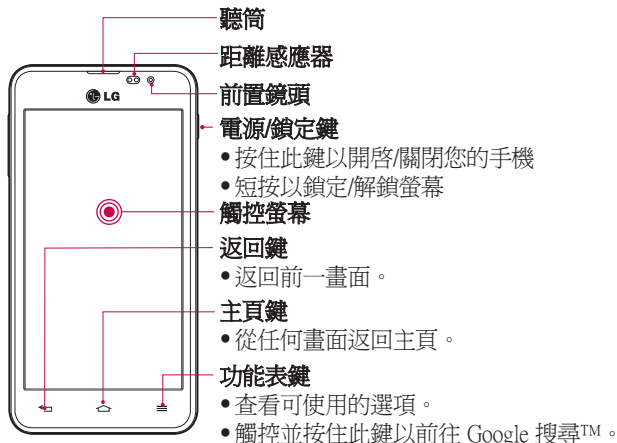 聽筒
距離感應器
前置鏡頭
LG
電源/鎖定鍵
•按住此鍵以開啓/關閉您的手機
•短按以鎖定/解鎖螢幕
觸控螢幕
返回鍵
•返回前一畫面。
主頁鍵
•從任何畫面返回主頁。
功能表鍵
•查看可使用的選項。
•觸控並按住此鍵以前往 Google 搜尋™。